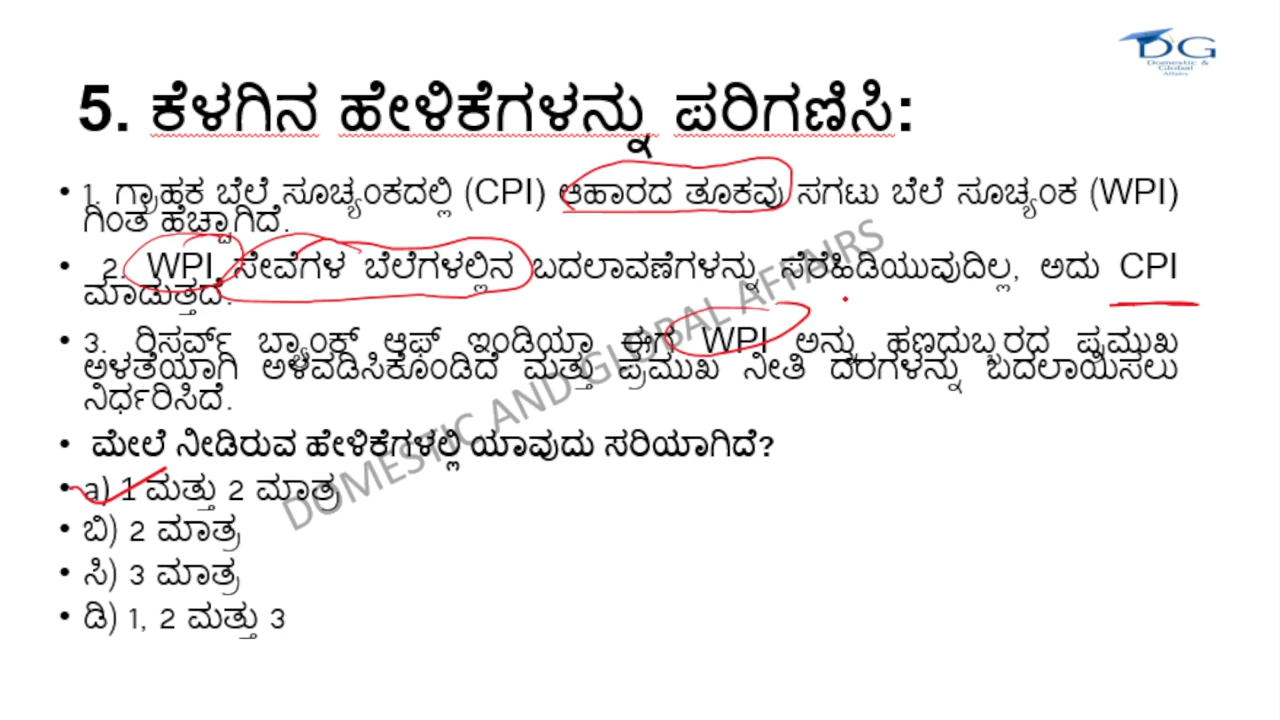 DG
Domestic &
Global
Affairs
5. ಕೆಳಗಿನ ಹೇಳಿಕೆಗಳನ್ನು ಪರಿಗಣಿಸಿ:
• 1. ಗ್ರಾಹಕ ಬೆಲೆ ಸೂಚ್ಯಂಕದಲ್ಲಿ (CPI) ಆಹಾರದ ತೂಕವು ಸಗಟು ಬೆಲೆ ಸೂಚ್ಯಂಕ (WPI)
ಗಿಂತ ಹೆಚ್ಚಾಗಿದೆ.
• 2. WPI ಸೇವೆಗಳ ಬೆಲೆಗಳಲ್ಲಿನ ಬದಲಾವಣೆಗಳನ್ನು ಸೆರೆಹಿಡಿಯುವುದಿಲ್ಲ, ಅದು CPI
ಮಾಡುತ್ತದೆ.
• 3. ರಿಸರ್ವ್ ಬ್ಯಾಂಕ್ ಆಫ್ ಇಂಡಿಯಾ ಈಗ WPI ಅನ್ನು ಹಣದುಬ್ಬರದ ಪ್ರಮುಖ
ಅಳತೆಯಾಗಿ ಅಳವಡಿಸಿಕೊಂಡಿದೆ ಮತ್ತು ಪ್ರಮುಖ ನೀತಿ ದರಗಳನ್ನು ಬದಲಾಯಿಸಲು
ನಿರ್ಧರಿಸಿದೆ.
• ಮೇಲೆ ನೀಡಿರುವ ಹೇಳಿಕೆಗಳಲ್ಲಿ ಯಾವುದು ಸರಿಯಾಗಿದೆ?
• a) 1 ಮತ್ತು 2 ಮಾತ್ರ
• ಬಿ) 2 ಮಾತ್ರ
• ಸಿ) 3 ಮಾತ್ರ
• ಡಿ) 1, 2 ಮತ್ತು 3
DOMESTIC AND GLOBAL AFFAIRS